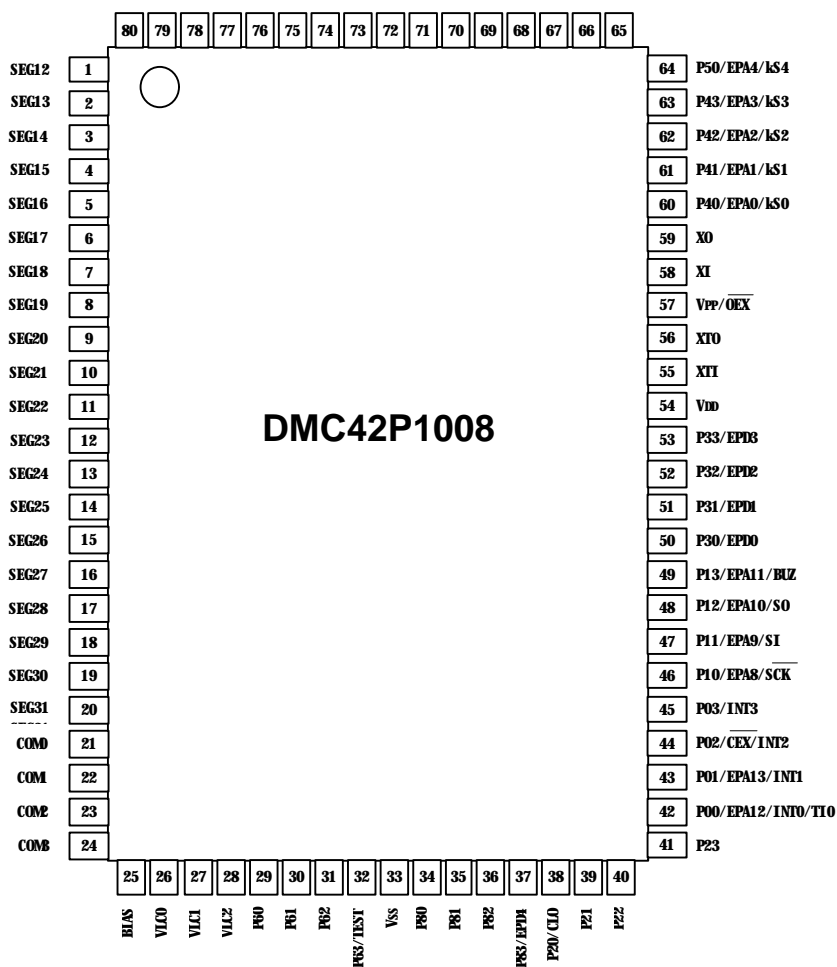 80 79 78 77 76 75 74 73 72 71 70 69 68 67 66 65
SEG12 1
SEG13 2
SEG14 3
SEG15 4
SEG16 5
SEG17 6
SEG18 7
SEG19 8
SEG20 9
SEG21 10
SEG22 11
SEG23 12
SEG24 13
SEG25 14
SEG26 15
SEG27 16
SEG28 17
SEG29 18
SEG30 19
SEG31 20
COM0 21
COM1 22
COM2 23
COM3 24
DMC42P1008
64 P50/EPA4/kS4
63 P43/EPA3/kS3
62 P42/EPA2/kS2
61 P41/EPA1/kS1
60 P40/EPA0/kS0
59 XO
58 XI
57 VPP/OEX
56 XTO
55 XTI
54 VDD
53 P33/EPD3
52 P32/EPD2
51 P31/EPD1
50 P30/EPD0
49 P13/EPA11/BUZ
48 P12/EPA10/SO
47 P11/EPA9/SI
46 P10/EPA8/SCK
45 P03/INT3
44 P02/CEX/INT2
43 P01/EPA13/INT1
42 P00/EPA12/INT0/TI0
41 P23
25 26 27 28 29 30 31 32 33 34 35 36 37 38 39 40
BIAS
VLC0
VLC1
VLC2
P60
P61
P62
P63/TEST
VSS
P80
P81
P82
P83/EPD4
P20/CLO
P21
P22